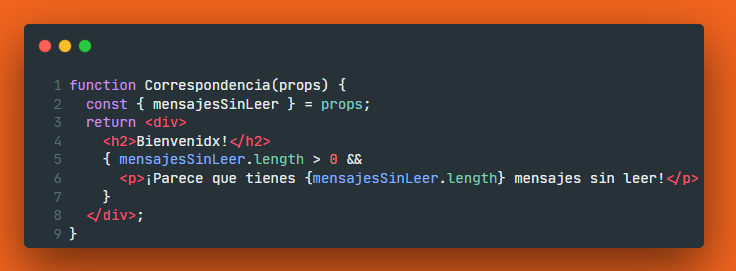 1 function Correspondencia(props) {
2 const { mensajesSinLeer } = props;
3 return <div>
4 <h2>Bienvenidx!</h2>
5 { mensajesSinLeer.length > 0 &&
6 <p>¡Parece que tienes {mensajesSinLeer.length} mensajes sin leer!</p>
7 }
8 </div>;
9 }